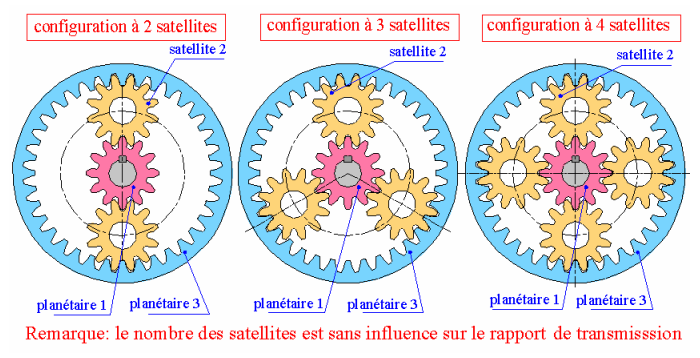 configuration à 2 satellites
configuration à 3 satellites
configuration à 4 satellites
satellite 2
satellite 2
satellite 2
planétaire 1
planétaire 3
planétaire 1
planétaire 3
planétaire 1
planétaire 3
Remarque: le nombre des satellites est sans influence sur le rapport de transmisssion